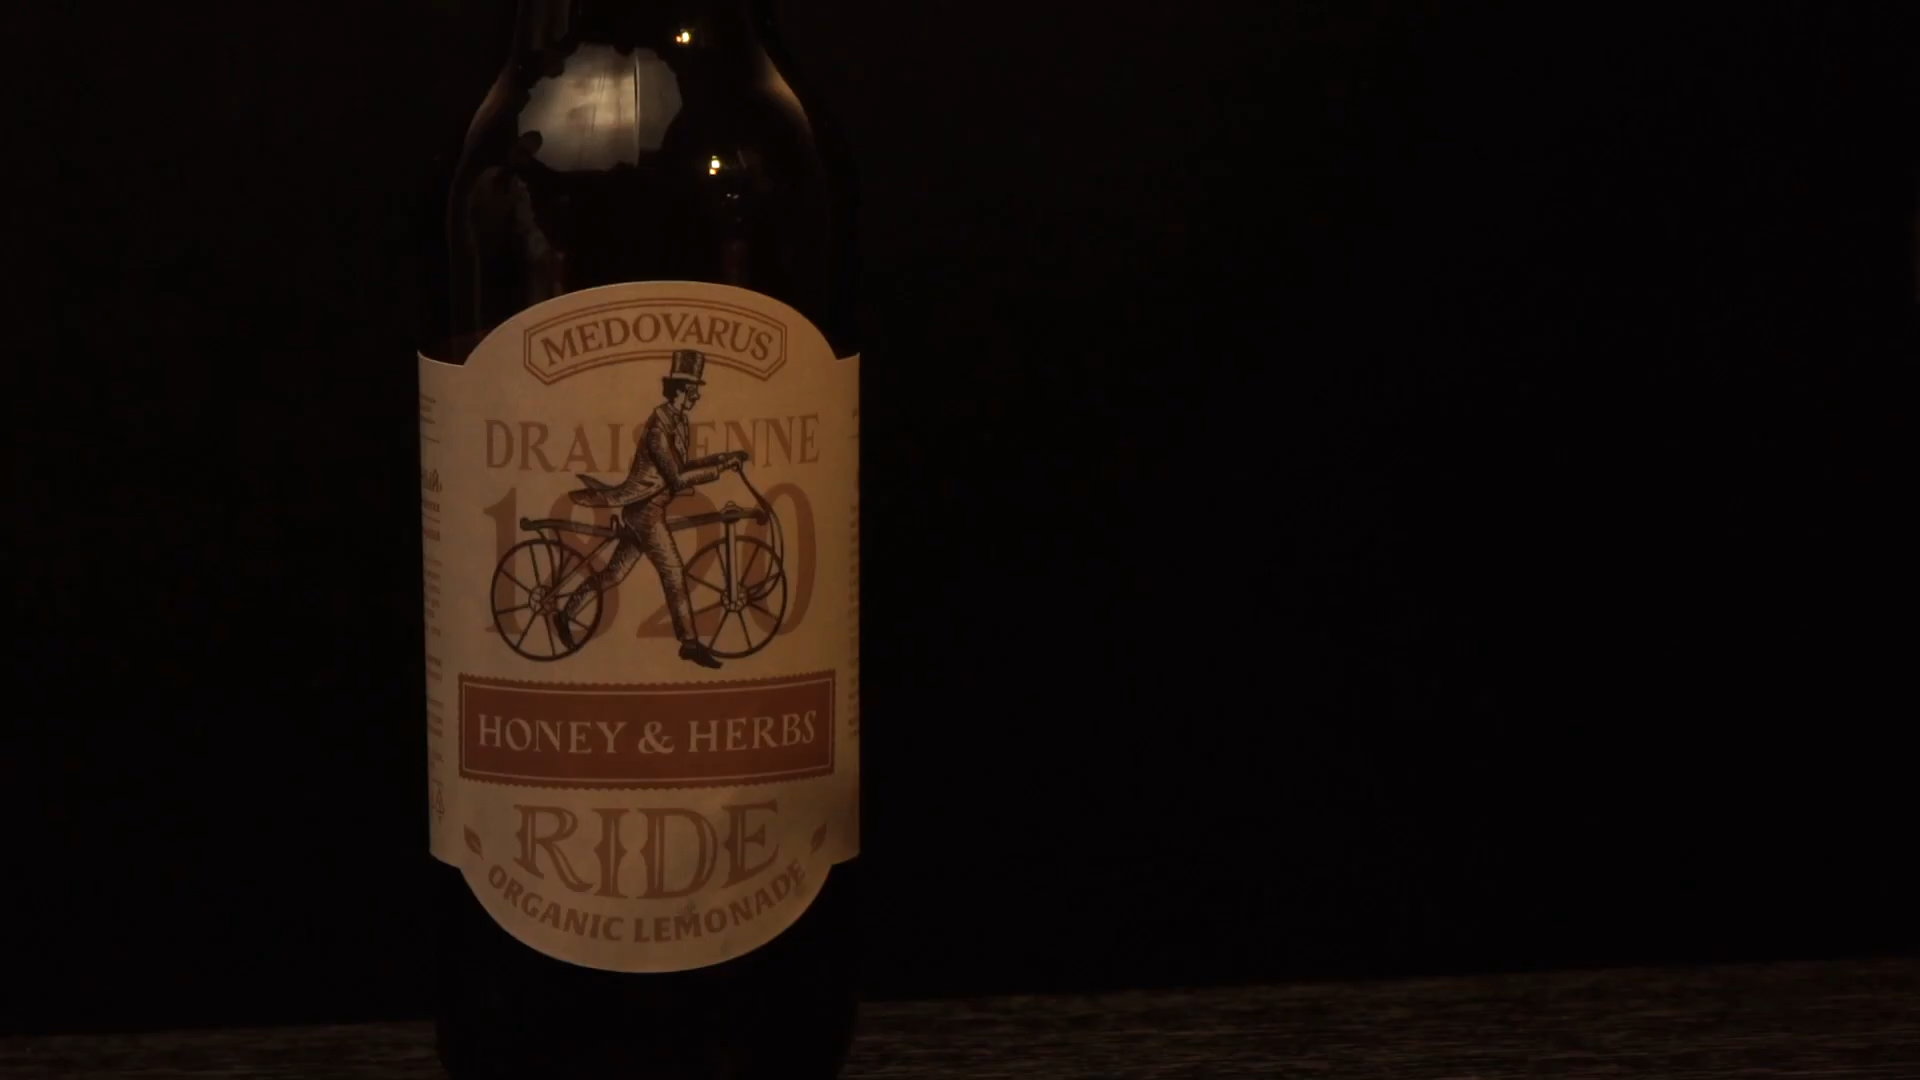 MEDOVARUS
DRAISIENNE
1820
HONEY & HERBS
RIDE
ORGANIC LEMONADE